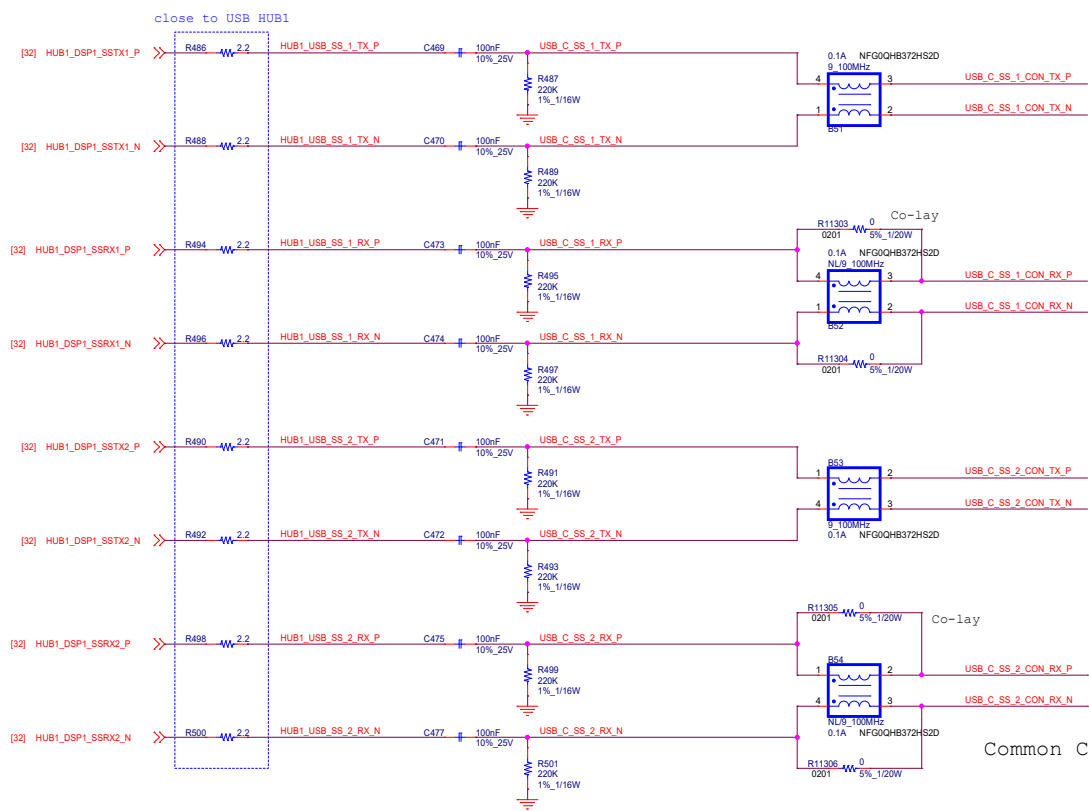 close to USB HUB1
[32] HUB1_DSP1_SSTX1_P R486 2.2 HUB1_USB_SS_1_TX_P C469 100nF USB_C_SS_1_TX_P
10%_25V
R487
220K
1%_1/16W
0.1A NFG0QHB372HS2D
9_100MHz
4 3 USB_C_SS_1_CON_TX_P
1 2 USB_C_SS_1_CON_TX_N
B51
[32] HUB1_DSP1_SSTX1_N R488 2.2 HUB1_USB_SS_1_TX_N C470 100nF USB_C_SS_1_TX_N
10%_25V
R489
220K
1%_1/16W
Co-lay
R11303 0
0201 5%_1/20W
[32] HUB1_DSP1_SSRX1_P R494 2.2 HUB1_USB_SS_1_RX_P C473 100nF USB_C_SS_1_RX_P
10%_25V
R495
220K
1%_1/16W
0.1A NFG0QHB372HS2D
NL/9_100MHz
4 3 USB_C_SS_1_CON_RX_P
1 2 USB_C_SS_1_CON_RX_N
B52
[32] HUB1_DSP1_SSRX1_N R496 2.2 HUB1_USB_SS_1_RX_N C474 100nF USB_C_SS_1_RX_N
10%_25V
R497
220K
1%_1/16W
R11304 0
0201 5%_1/20W
[32] HUB1_DSP1_SSTX2_P R490 2.2 HUB1_USB_SS_2_TX_P C471 100nF USB_C_SS_2_TX_P
10%_25V
R491
220K
1%_1/16W
B53
1 2 USB_C_SS_2_CON_TX_P
4 3 USB_C_SS_2_CON_TX_N
9_100MHz
0.1A NFG0QHB372HS2D
[32] HUB1_DSP1_SSTX2_N R492 2.2 HUB1_USB_SS_2_TX_N C472 100nF USB_C_SS_2_TX_N
10%_25V
R493
220K
1%_1/16W
R11305 0
0201 5%_1/20W
Co-lay
[32] HUB1_DSP1_SSRX2_P R498 2.2 HUB1_USB_SS_2_RX_P C475 100nF USB_C_SS_2_RX_P
10%_25V
R499
220K
1%_1/16W
B54
1 2 USB_C_SS_2_CON_RX_P
4 3 USB_C_SS_2_CON_RX_N
NL/9_100MHz
0.1A NFG0QHB372HS2D
[32] HUB1_DSP1_SSRX2_N R500 2.2 HUB1_USB_SS_2_RX_N C477 100nF USB_C_SS_2_RX_N
10%_25V
R501
220K
1%_1/16W
R11306 0
0201 5%_1/20W
Common C